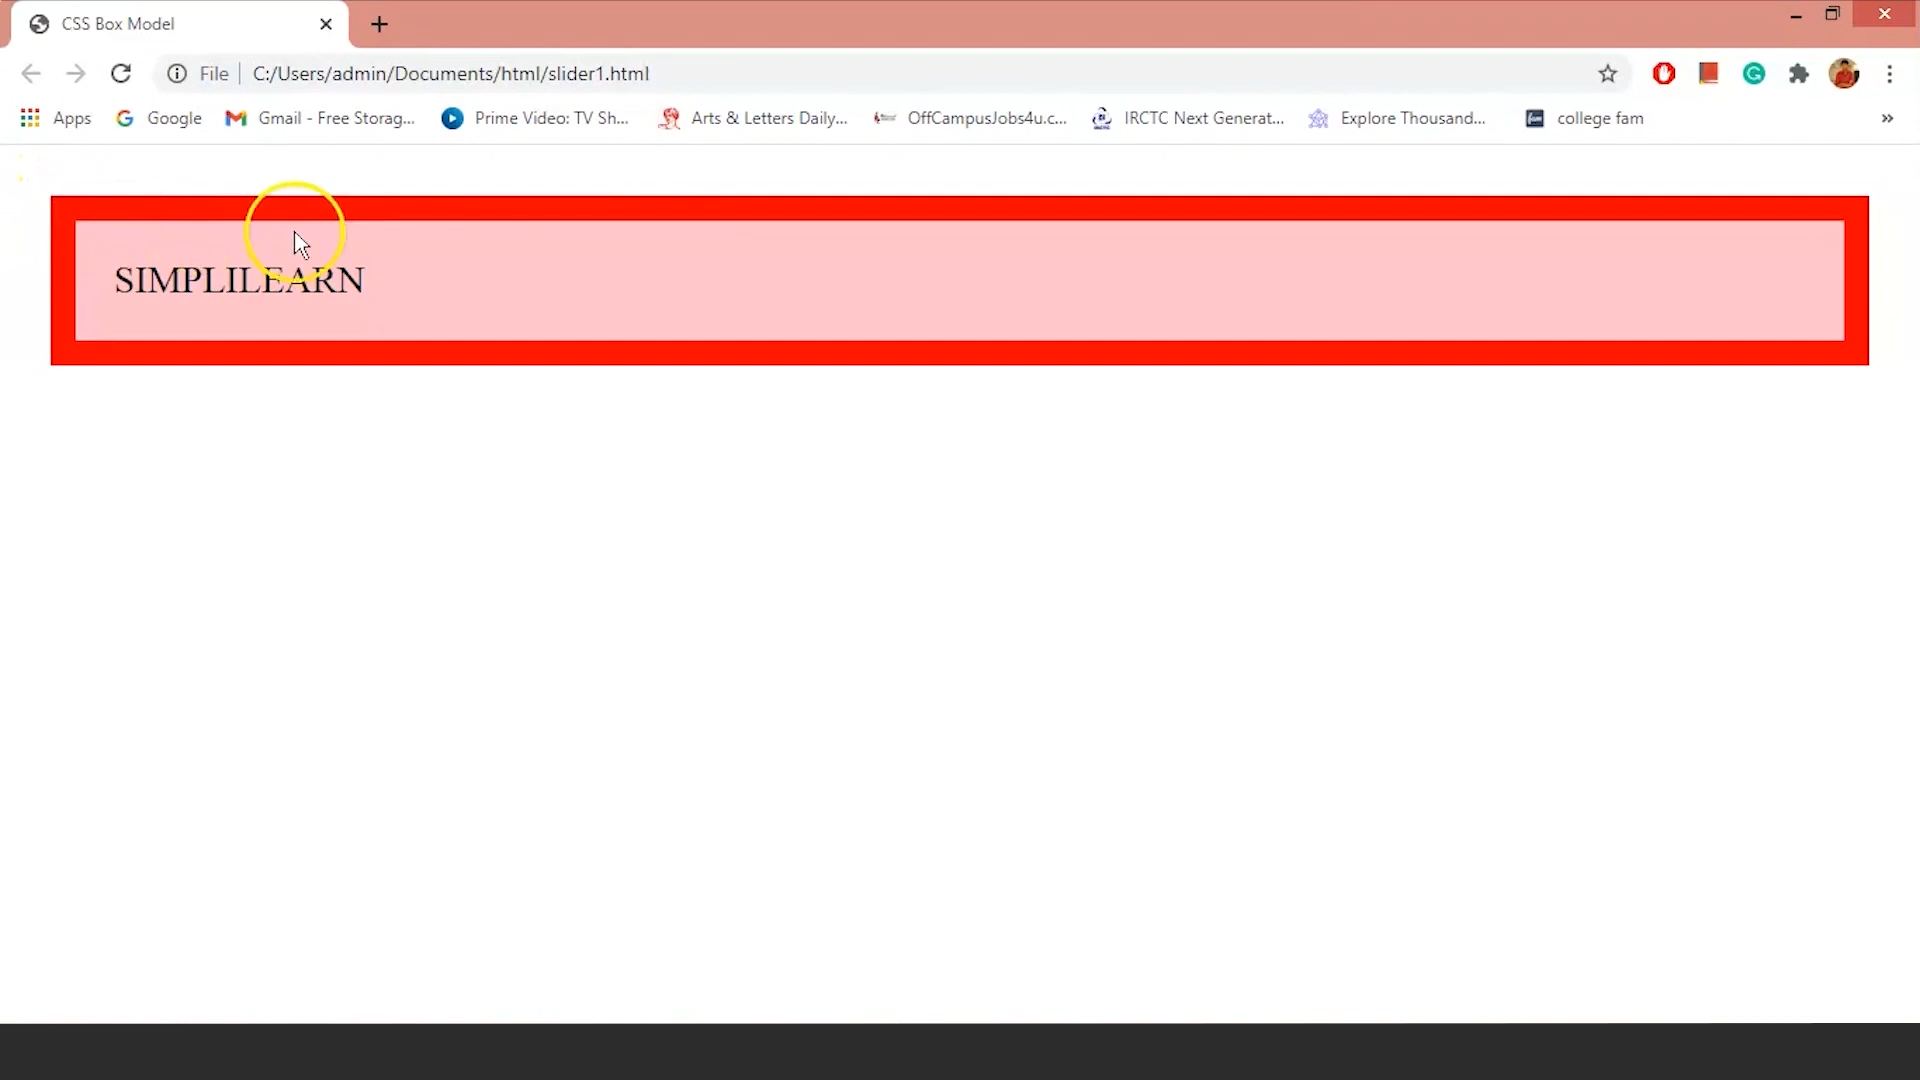 CSS Box Model
File C:/Users/admin/Documents/html/slider1.html
Apps Google Gmail - Free Storag... Prime Video: TV Sh... Arts & Letters Daily... OffCampusJobs4u.c... IRCTC Next Generat... Explore Thousand... college fam
SIMPLILEARN